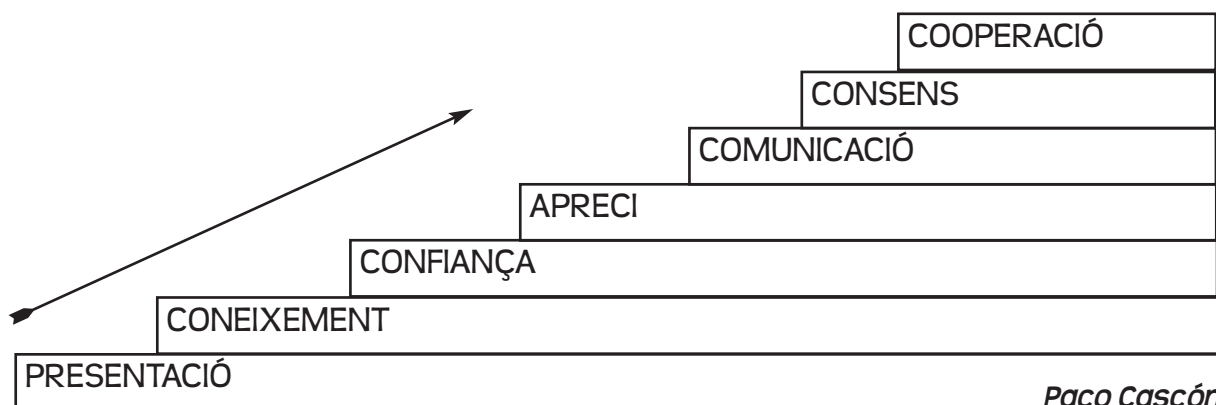 COOPERACIÓ
CONSENS
COMUNICACIÓ
APRECI
CONFIANÇA
CONEIXEMENT
PRESENTACIÓ
Paco Cascón